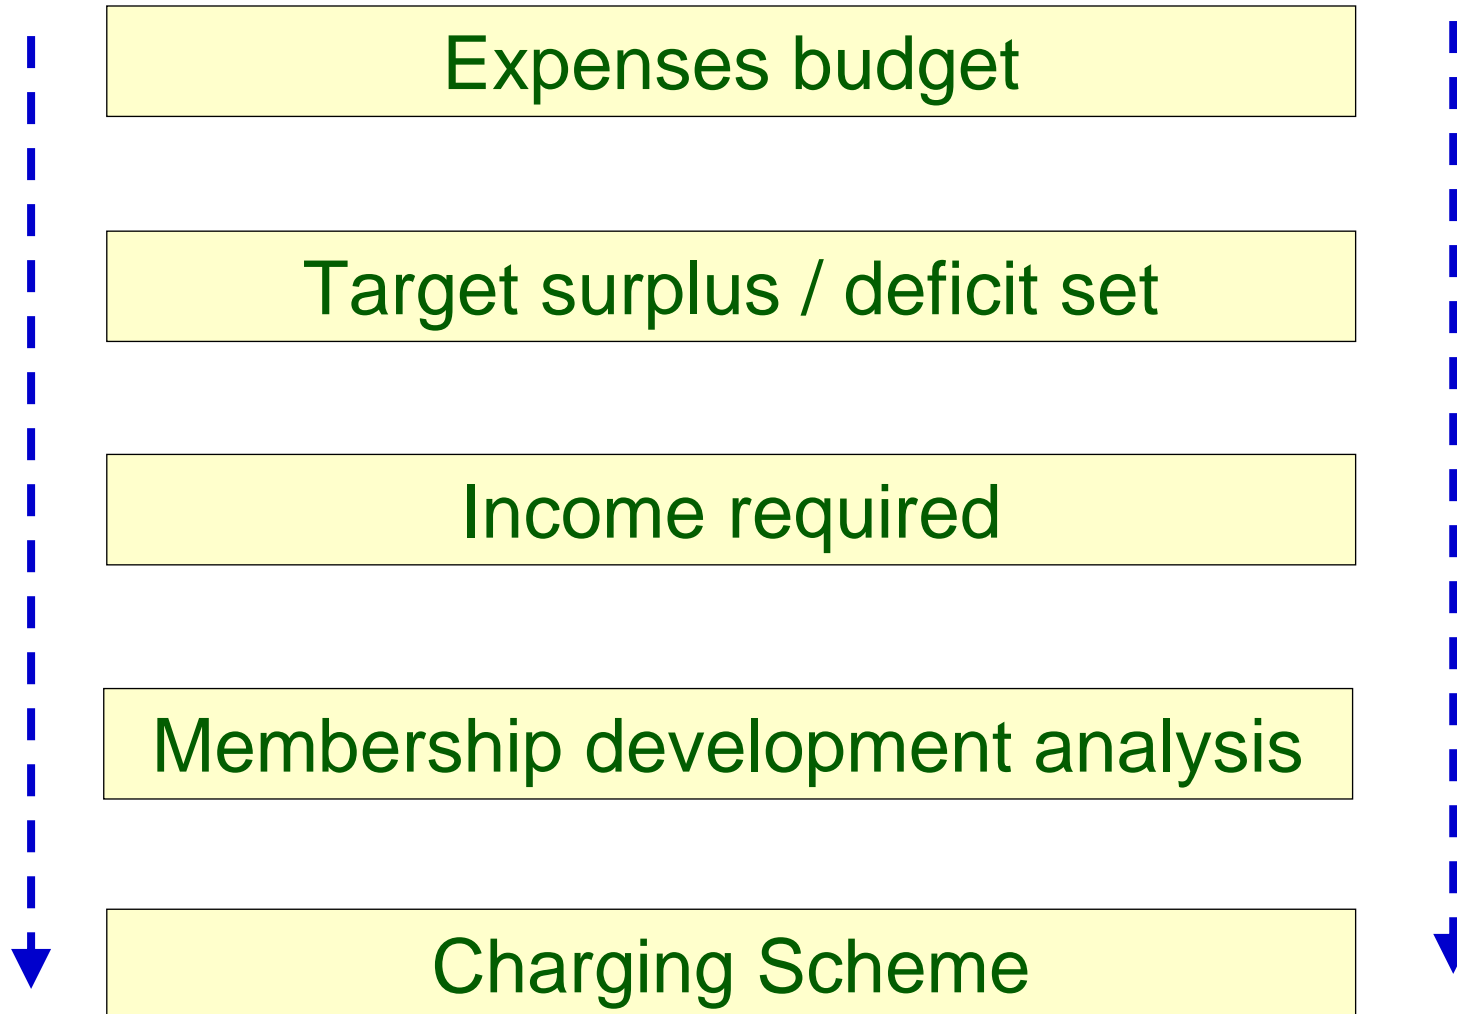 Expenses budget
Target surplus / deficit set
Income required
Membership development analysis
Charging Scheme